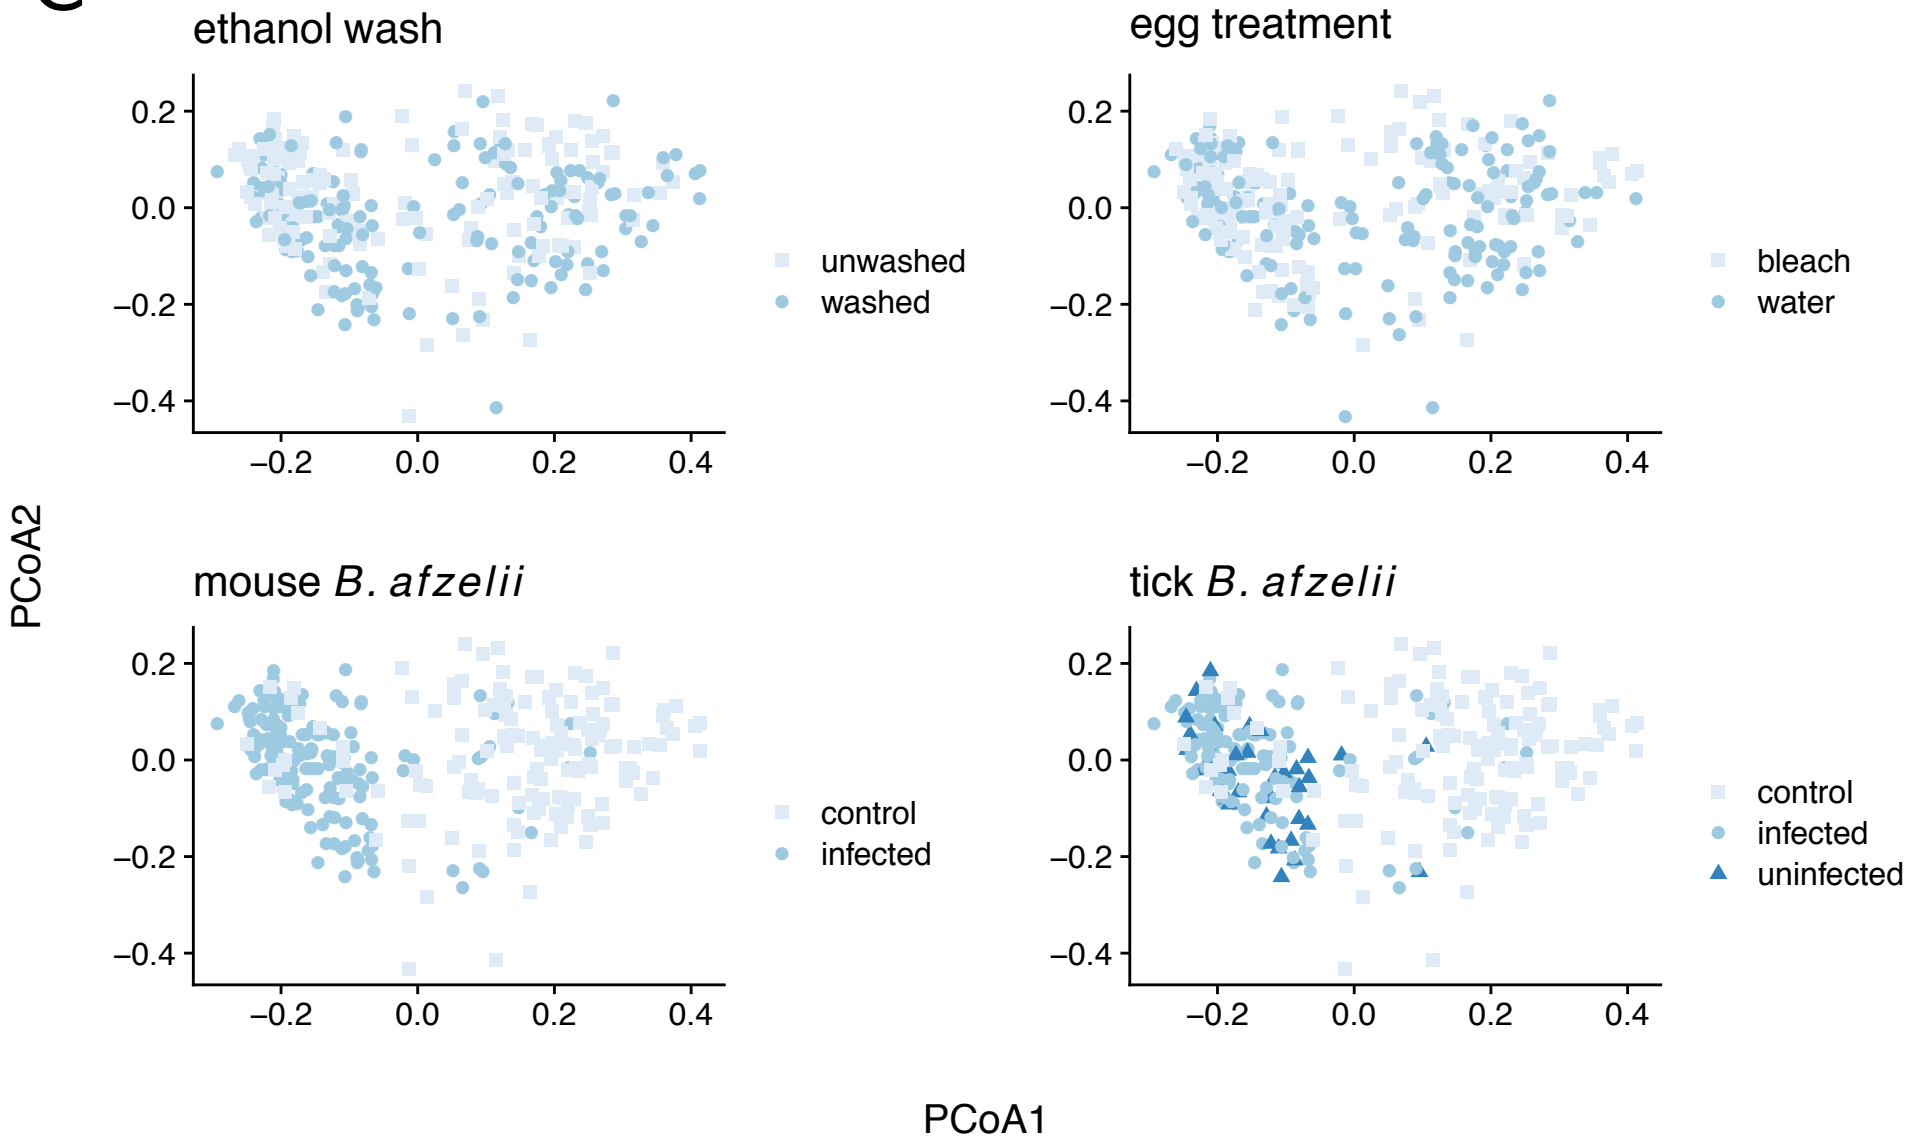 ethanol wash
0.2
0.0
−0.2
−0.4
−0.2 0.0 0.2 0.4
unwashed
washed
egg treatment
0.2
0.0
−0.2
−0.4
−0.2 0.0 0.2 0.4
bleach
water
PCoA2
mouse B. afzelii
0.2
0.0
−0.2
−0.4
−0.2 0.0 0.2 0.4
control
infected
tick B. afzelii
0.2
0.0
−0.2
−0.4
−0.2 0.0 0.2 0.4
control
infected
uninfected
PCoA1